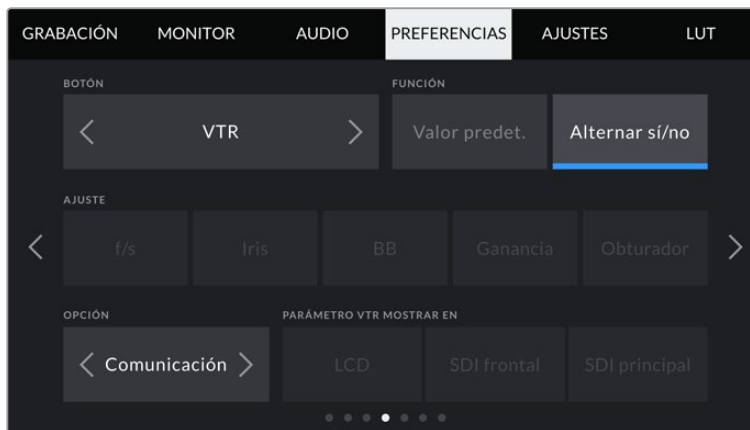 GRABACIÓN MONITOR AUDIO PREFERENCIAS AJUSTES LUT
BOTÓN FUNCIÓN
VTR Valor predet. Alternar sí/no
AJUSTE
f/s Iris BB Ganancia Obturador
OPCIÓN PARÁMETRO VTR MOSTRAR EN
Comunicación LCD SDI frontal SDI principal